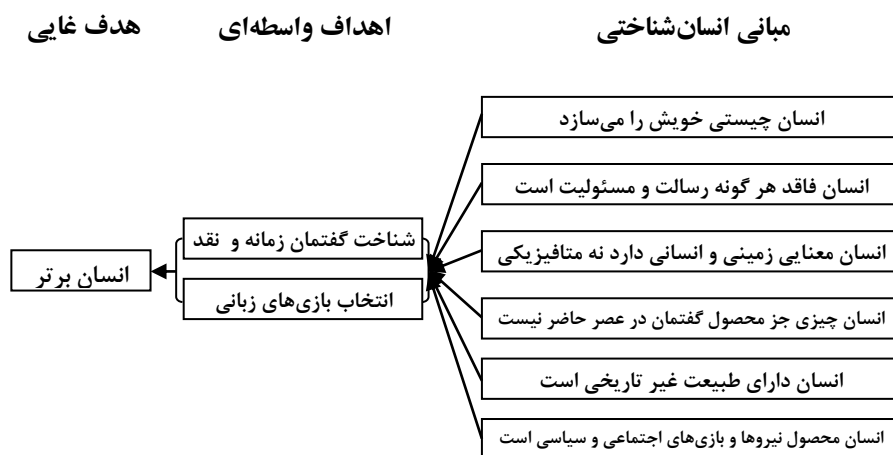 مبانی انسان‌شناختی
اهداف واسطه‌ای
هدف غایی
انسان چیستی خویش را می‌سازد
انسان فاقد هر گونه رسالت و مسئولیت است
انسان معنایی زمینی و انسانی دارد نه متافیزیکی
انسان چیزی جز محصول گفتمان در عصر حاضر نیست
انسان دارای طبیعت غیر تاریخی است
انسان محصول نیروها و بازی‌های اجتماعی و سیاسی است
شناخت گفتمان زمانه و نقد
انتخاب بازی‌های زبانی
انسان برتر